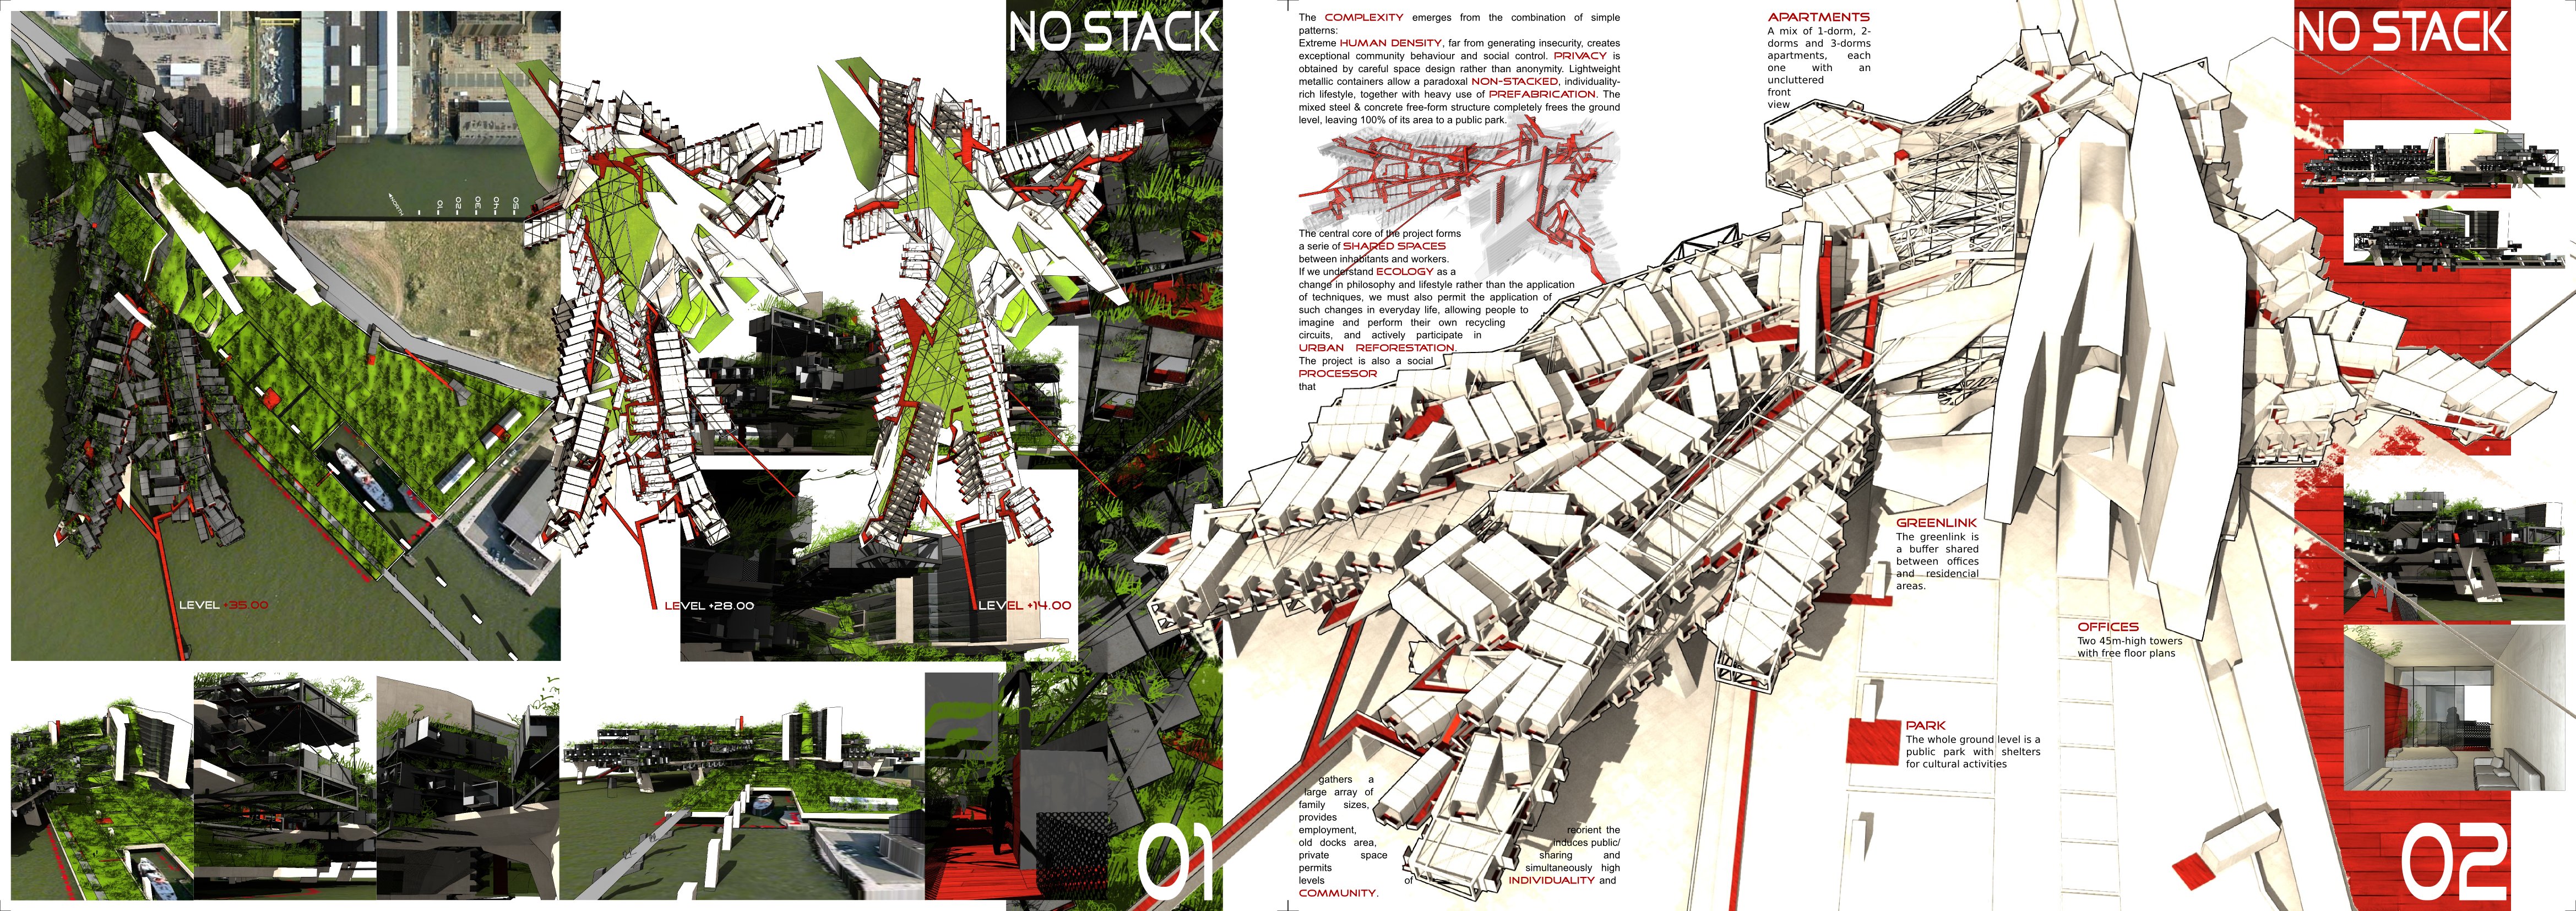 NO STACK
NORTH
01
02
03
04
05
LEVEL +35.00
LEVEL +28.00
LEVEL +14.00
01
The COMPLEXITY emerges from the combination of simple
patterns:
Extreme HUMAN DENSITY, far from generating insecurity, creates
exceptional community behaviour and social control. PRIVACY is
obtained by careful space design rather than anonymity. Lightweight
metallic containers allow a paradoxal NON-STACKED, individuality-
rich lifestyle, together with heavy use of PREFABRICATION. The
mixed steel & concrete free-form structure completely frees the ground
level, leaving 100% of its area to a public park.
The central core of the project forms
a serie of SHARED SPACES
between inhabitants and workers.
If we understand ECOLOGY as a
change in philosophy and lifestyle rather than the application
of techniques, we must also permit the application of
such changes in everyday life, allowing people to
imagine and perform their own recycling
circuits, and actively participate in
URBAN REFORESTATION.
The project is also a social
PROCESSOR
that
gathers a
large array of
family sizes,
provides
employment, reorient the
old docks area, induces public/
private space sharing and
permits simultaneously high
levels of INDIVIDUALITY and
COMMUNITY.
APARTMENTS
A mix of 1-dorm, 2-
dorms and 3-dorms
apartments, each
one with an
uncluttered
front
view
GREENLINK
The greenlink is
a buffer shared
between offices
and residencial
areas.
OFFICES
Two 45m-high towers
with free floor plans
PARK
The whole ground level is a
public park with shelters
for cultural activities
NO STACK
02